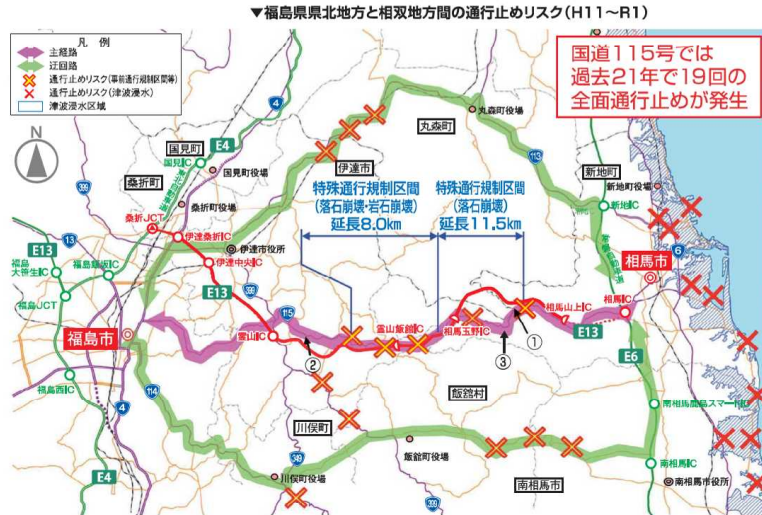 ▼福島県県北地方と相双地方間の通行止めリスク(H11～R1)
凡　例
主経路
迂回路
通行止めリスク(事前通行規制区間等)
通行止めリスク(津波浸水)
津波浸水区域
国道115号では
過去21年で19回の
全面通行止めが発生
N
4
E4
国見町
国見IC
国見町役場
399
桑折町
桑折町役場
桑折JCT
伊達桑折IC
伊達市
伊達市役所
丸森町
丸森町役場
113
新地町
新地町役場
新地IC
特殊通行規制区間
(落石崩壊・岩石崩壊)
延長8.0km
特殊通行規制区間
(落石崩壊)
延長11.5km
6
相馬市
13
E13
福島
大笹生IC
福島飯坂IC
福島JCT
伊達中央IC
E13
399
115
霊山IC
霊山飯舘IC
相馬玉野IC
相馬山上IC
相馬IC
E13
E6
①
②
③
福島市
福島西IC
114
4
E4
川俣町
川俣町役場
349
399
飯舘村
飯舘村役場
南相馬市
南相馬鹿島スマートIC
南相馬IC
南相馬市役所